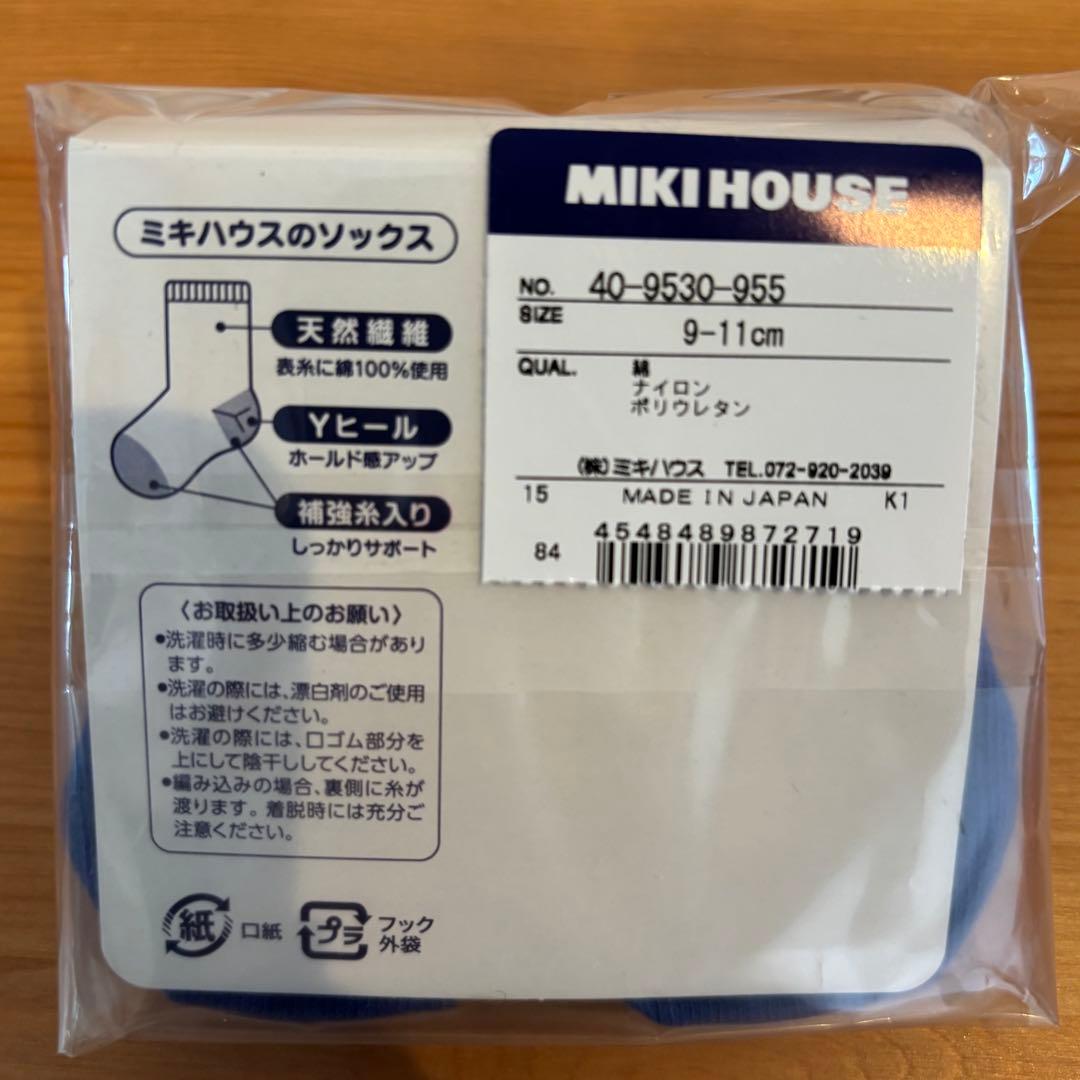 ミキハウスのソックス
天然繊維
表糸に綿100%使用
Yヒール
ホールド感アップ
補強糸入り
しっかりサポート
〈お取扱い上のお願い〉
●洗濯時に多少縮む場合があり
ます。
●洗濯の際には、漂白剤のご使用
はお避けください。
●洗濯の際には、口ゴム部分を
上にして陰干ししてください。
●編み込みの場合、裏側に糸が
渡ります。着脱時には充分ご
注意ください。
紙 口紙
プラ フック
外袋
MIKI HOUSE
NO. 40-9530-955
SIZE 9-11cm
QUAL. 綿
ナイロン
ポリウレタン
(株)ミキハウス TEL.072-920-2039
15 MADE IN JAPAN K1
4548489872719
84